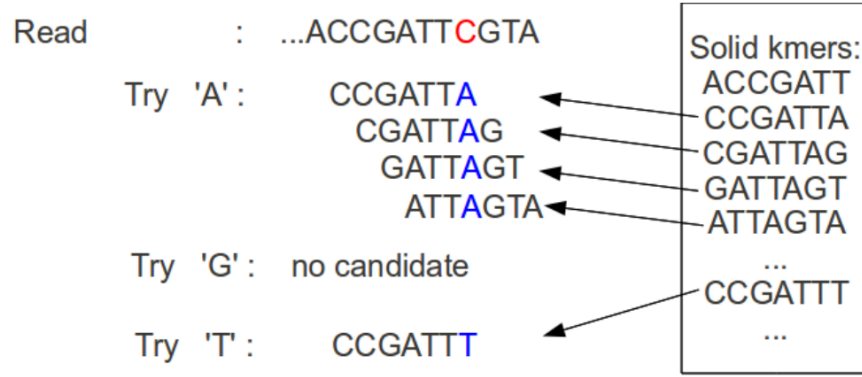 Read : ...ACCGATTCGTA
Try 'A' : CCGATTA
CGATTAG
GATTAGT
ATTAGTA
Try 'G' : no candidate
Try 'T' : CCGATTT
Solid kmers:
ACCGATT
CCGATTA
CGATTAG
GATTAGT
ATTAGTA
...
CCGATTT
...